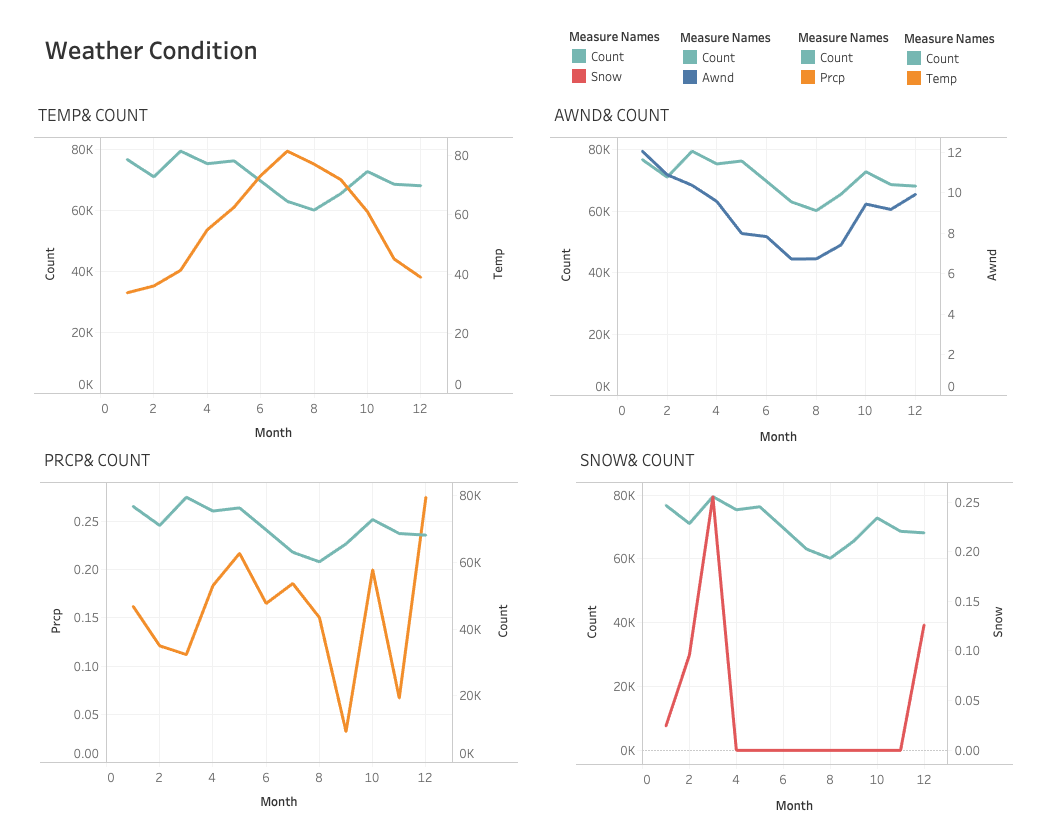 Weather Condition
Measure Names
Count
Snow
Measure Names
Count
Awnd
Measure Names
Count
Prcp
Measure Names
Count
Temp
TEMP& COUNT
80K
60K
40K
20K
0K
Count
80
60
40
20
0
Temp
0 2 4 6 8 10 12
Month
AWND& COUNT
80K
60K
40K
20K
0K
Count
12
10
8
6
4
2
0
Awnd
0 2 4 6 8 10 12
Month
PRCP& COUNT
0.25
0.20
0.15
0.10
0.05
0.00
Prcp
80K
60K
40K
20K
0K
Count
0 2 4 6 8 10 12
Month
SNOW& COUNT
80K
60K
40K
20K
0K
Count
0.25
0.20
0.15
0.10
0.05
0.00
Snow
0 2 4 6 8 10 12
Month